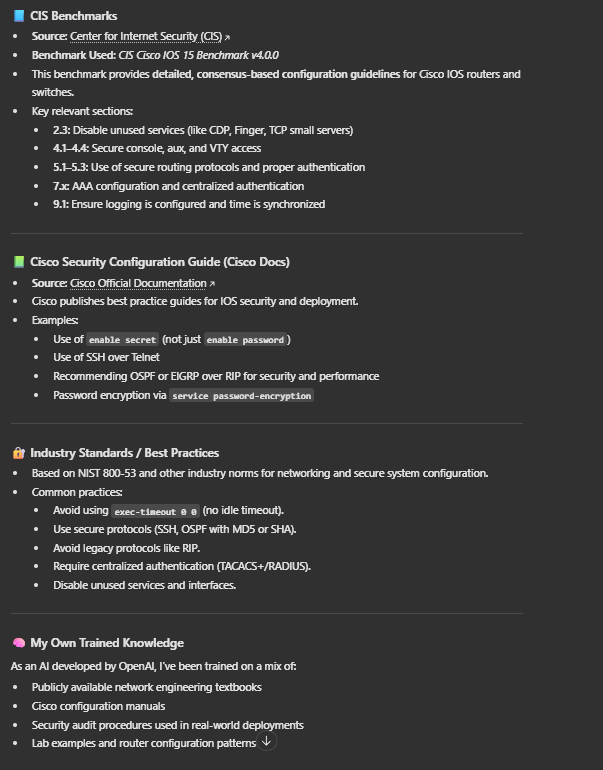 CIS Benchmarks
Source: Center for Internet Security (CIS)
Benchmark Used: CIS Cisco IOS 15 Benchmark v4.0.0
This benchmark provides detailed, consensus-based configuration guidelines for Cisco IOS routers and
switches.
Key relevant sections:
2.3: Disable unused services (like CDP, Finger, TCP small servers)
4.1–4.4: Secure console, aux, and VTY access
5.1–5.3: Use of secure routing protocols and proper authentication
7.x: AAA configuration and centralized authentication
9.1: Ensure logging is configured and time is synchronized
Cisco Security Configuration Guide (Cisco Docs)
Source: Cisco Official Documentation
Cisco publishes best practice guides for IOS security and deployment.
Examples:
Use of enable secret (not just enable password)
Use of SSH over Telnet
Recommending OSPF or EIGRP over RIP for security and performance
Password encryption via service password-encryption
Industry Standards / Best Practices
Based on NIST 800-53 and other industry norms for networking and secure system configuration.
Common practices:
Avoid using exec-timeout 0 0 (no idle timeout).
Use secure protocols (SSH, OSPF with MD5 or SHA).
Avoid legacy protocols like RIP.
Require centralized authentication (TACACS+/RADIUS).
Disable unused services and interfaces.
My Own Trained Knowledge
As an AI developed by OpenAI, I've been trained on a mix of:
Publicly available network engineering textbooks
Cisco configuration manuals
Security audit procedures used in real-world deployments
Lab examples and router configuration patterns